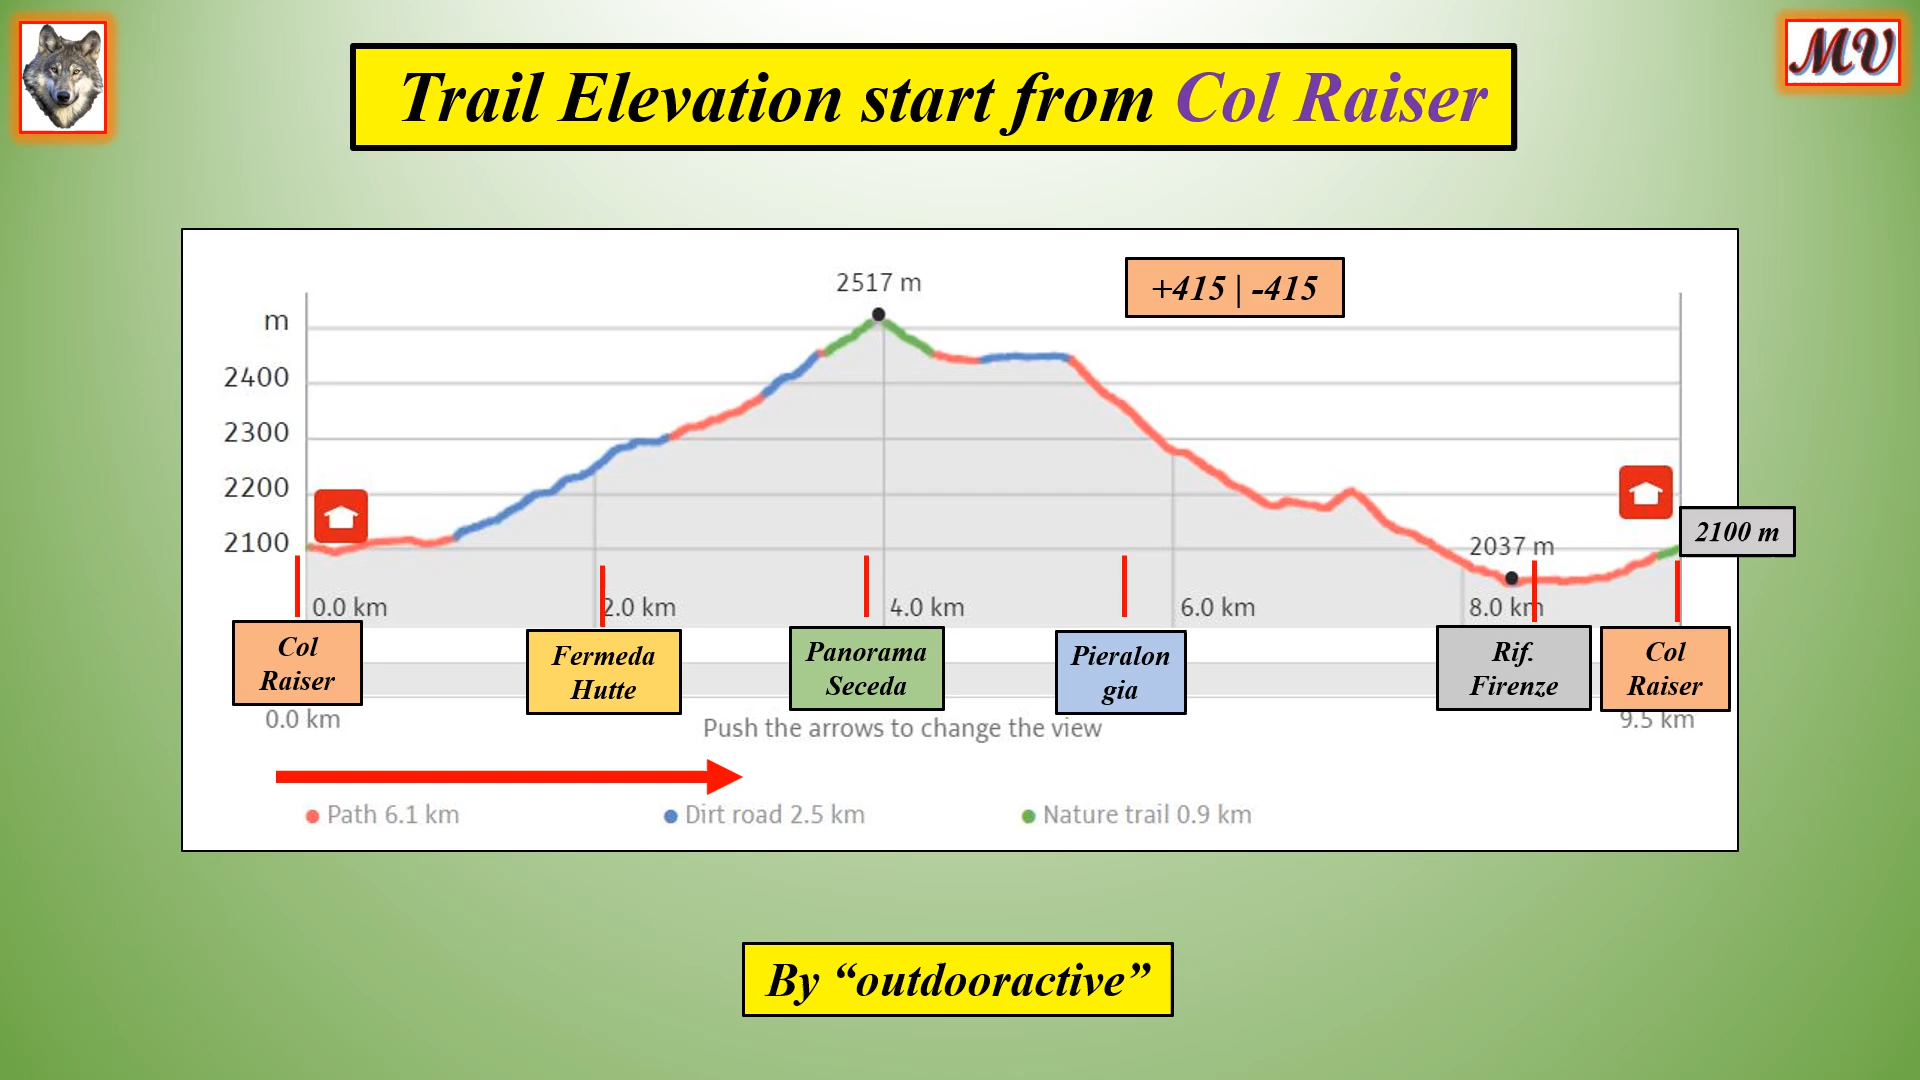 MV
Trail Elevation start from Col Raiser
2517 m
+415 | -415
m
2400
2300
2200
2100
2037 m
2100 m
0.0 km
2.0 km
4.0 km
6.0 km
8.0 km
Col
Raiser
Fermeda
Hutte
Panorama
Seceda
Pieralon
gia
Rif.
Firenze
Col
Raiser
0.0 km
9.5 km
Push the arrows to change the view
Path 6.1 km
Dirt road 2.5 km
Nature trail 0.9 km
By “outdooractive”